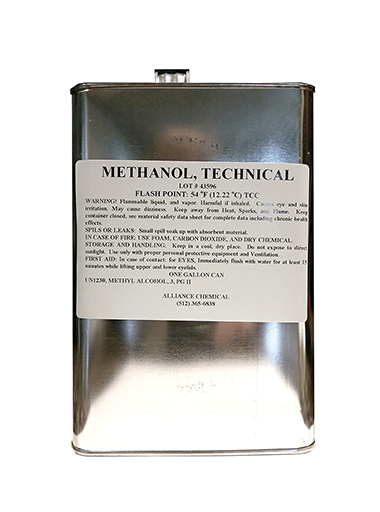 METHANOL, TECHNICAL
LOT # 43596
FLASH POINT: 54 °F (12.22 °C) TCC
WARNING! Flammable liquid, and vapor. Harmful if inhaled. Causes eye and skin
irritation. May cause dizziness. Keep away from Heat, Sparks, and Flame. Keep
container closed, see material safety data sheet for complete data including chronic health
effects.
SPILS OR LEAKS: Small spill soak up with absorbent material.
IN CASE OF FIRE: USE FOAM, CARBON DIOXIDE, AND DRY CHEMICAL.
STORAGE AND HANDLING: Keep in a cool, dry place. Do not expose to direct
sunlight. Use only with proper personal protective equipment and Ventilation.
FIRST AID: In case of contact: for EYES, Immediately flush with water for at least 15
minutes while lifting upper and lower eyelids.
ONE GALLON CAN
UN1230, METHYL ALCOHOL, 3, PG II
ALLIANCE CHEMICAL
(512) 365-6838